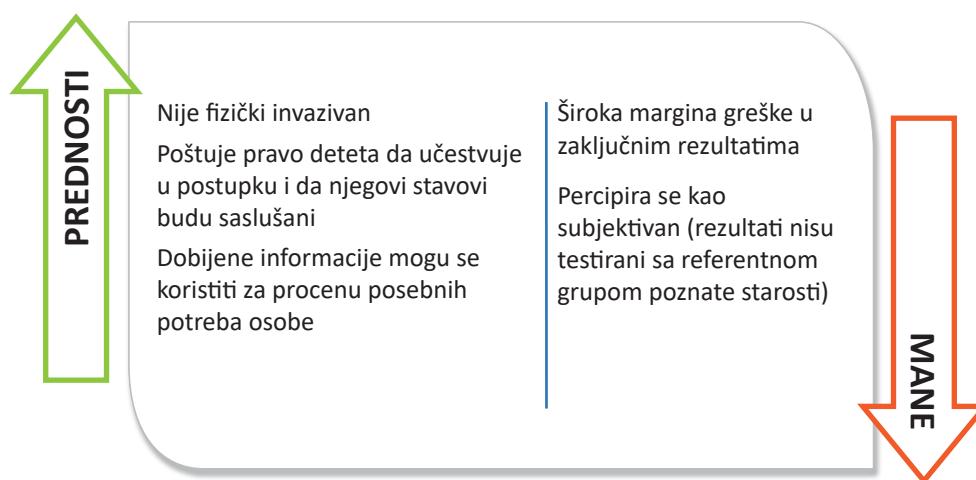 PREDNOSTI
Nije fizički invazivan
Poštuje pravo deteta da učestvuje
u postupku i da njegovi stavovi
budu saslušani
Dobijene informacije mogu se
koristiti za procenu posebnih
potreba osobe
Široka margina greške u
zaključnim rezultatima
Percipira se kao
subjektivan (rezultati nisu
testirani sa referentnom
grupom poznate starosti)
MANE